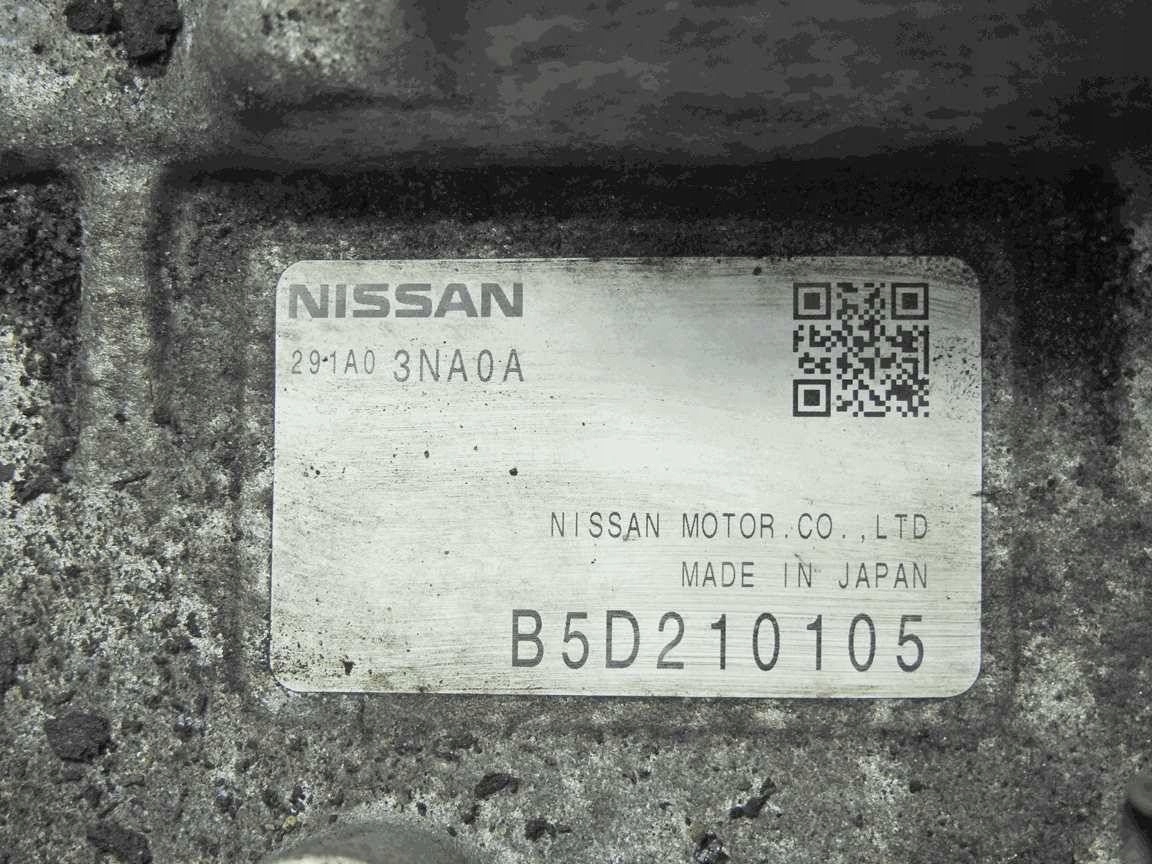 NISSAN
291A0 3NA0A
NISSAN MOTOR.CO.,LTD
MADE IN JAPAN
B5D210105